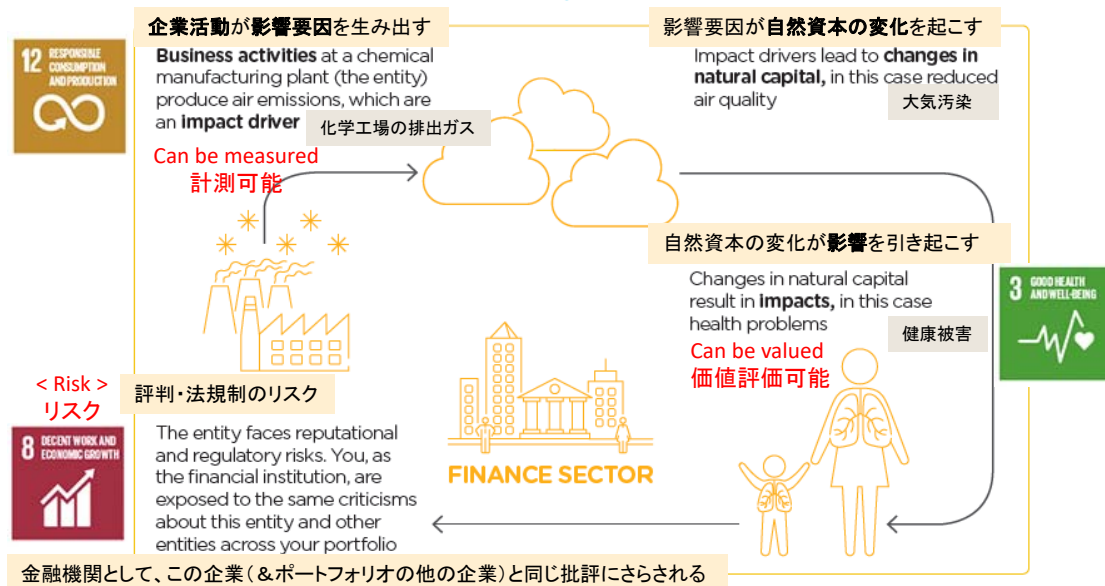 企業活動が影響要因を生み出す
12 RESPONSIBLE
CONSUMPTION
AND PRODUCTION
Business activities at a chemical
manufacturing plant (the entity)
produce air emissions, which are
an impact driver
化学工場の排出ガス
Can be measured
計測可能
影響要因が自然資本の変化を起こす
Impact drivers lead to changes in
natural capital, in this case reduced
air quality
大気汚染
自然資本の変化が影響を引き起こす
Changes in natural capital
result in impacts, in this case
health problems
健康被害
Can be valued
価値評価可能
3 GOOD HEALTH
AND WELL-BEING
FINANCE SECTOR
< Risk >
リスク
評判・法規制のリスク
8 DECENT WORK AND
ECONOMIC GROWTH
The entity faces reputational
and regulatory risks. You, as
the financial institution, are
exposed to the same criticisms
about this entity and other
entities across your portfolio
金融機関として、この企業(&ポートフォリオの他の企業)と同じ批評にさらされる